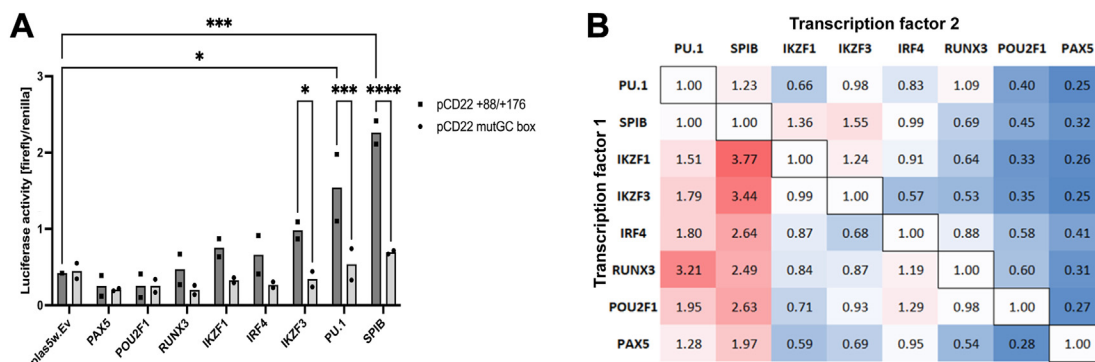 A
***
*
*
***
****
Luciferase activity [firefly/renilla]
3
2
1
0
pCD22 +88/+176
pCD22 mutGC box
plas5w.Ev
PAX5
POU2F1
RUNX3
IKZF1
IRF4
IKZF3
PU.1
SPIB
B
Transcription factor 2
PU.1 SPIB IKZF1 IKZF3 IRF4 RUNX3 POU2F1 PAX5
Transcription factor 1
PU.1 1.00 1.23 0.66 0.98 0.83 1.09 0.40 0.25
SPIB 1.00 1.00 1.36 1.55 0.99 0.69 0.45 0.32
IKZF1 1.51 3.77 1.00 1.24 0.91 0.64 0.33 0.26
IKZF3 1.79 3.44 0.99 1.00 0.57 0.53 0.35 0.25
IRF4 1.80 2.64 0.87 0.68 1.00 0.88 0.58 0.41
RUNX3 3.21 2.49 0.84 0.87 1.19 1.00 0.60 0.31
POU2F1 1.95 2.63 0.71 0.93 1.29 0.98 1.00 0.27
PAX5 1.28 1.97 0.59 0.69 0.95 0.54 0.28 1.00